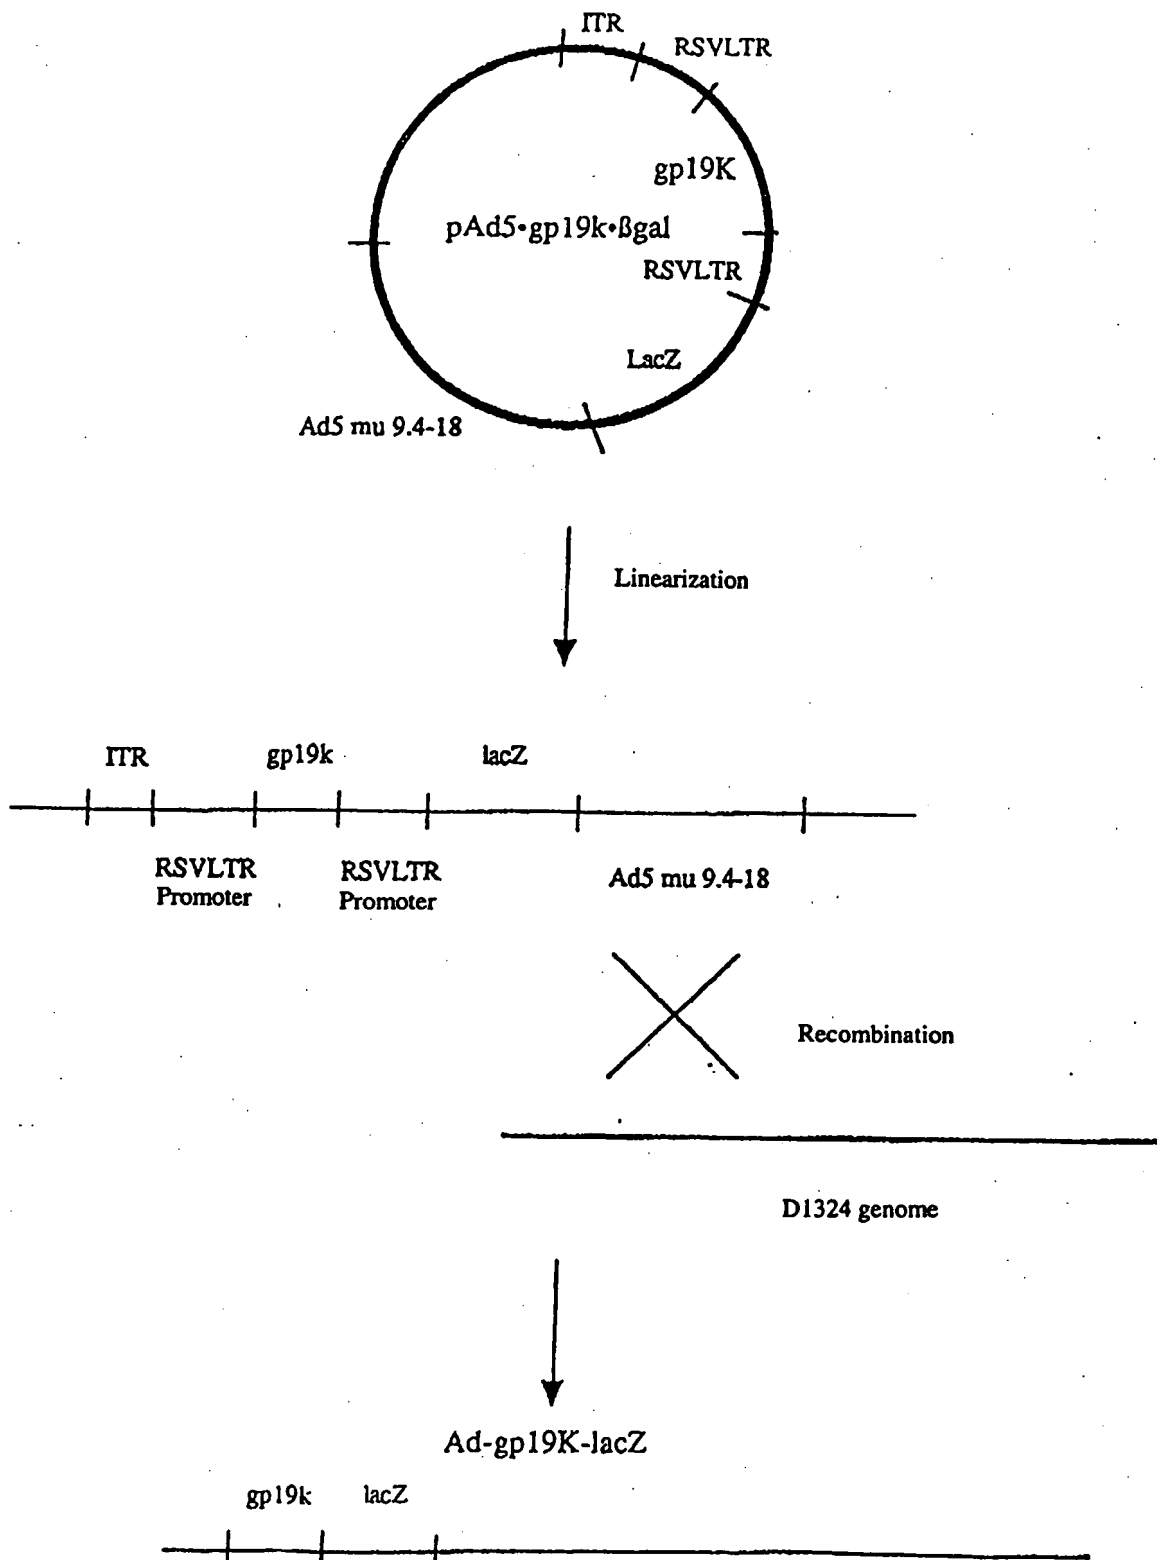 ITR
RSVLTR
gp19K
pAd5•gp19k•βgal
RSVLTR
LacZ
Ad5 mu 9.4-18
Linearization
ITR gp19k lacZ
RSVLTR
Promoter
RSVLTR
Promoter
Ad5 mu 9.4-18
Recombination
D1324 genome
Ad-gp19K-lacZ
gp19k lacZ